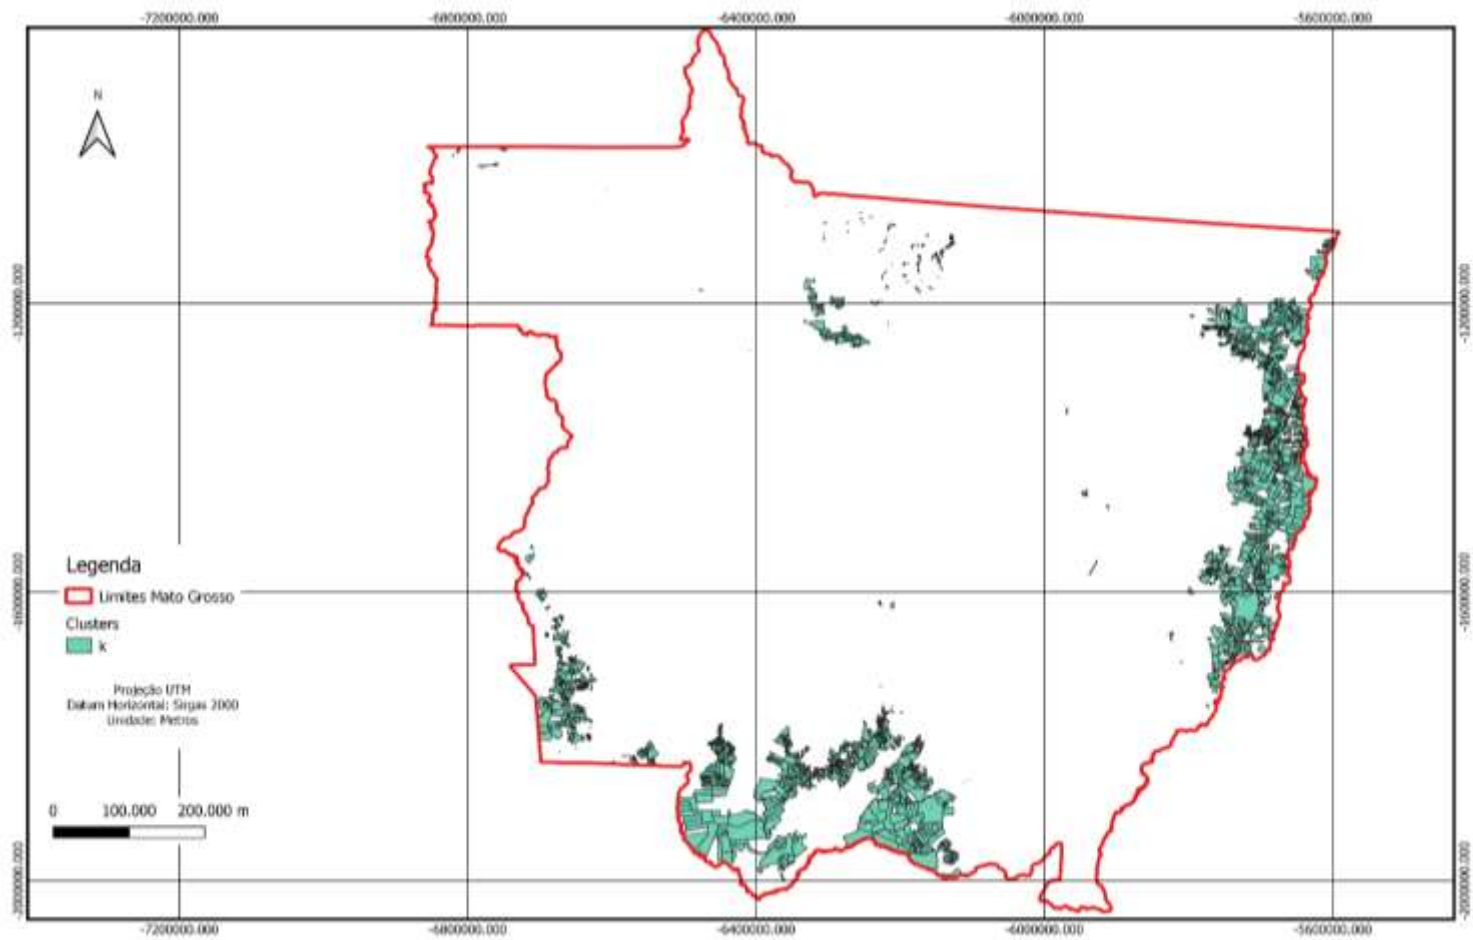 -7200000.000 -6800000.000 -6400000.000 -6000000.000 -5600000.000
N
-1200000.000 -1200000.000
Legenda
Limites Mato Grosso
Clusters
k
-1600000.000 -1600000.000
Projeção UTM
Datum Horizontal: Sirgas 2000
Unidade: Metros
0 100.000 200.000 m
-2000000.000 -2000000.000
-7200000.000 -6800000.000 -6400000.000 -6000000.000 -5600000.000